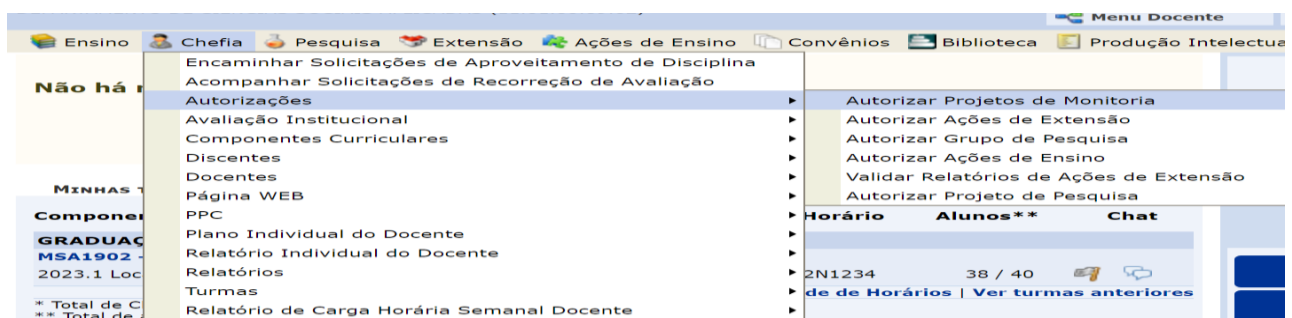 Menu Docente
Ensino Chefia Pesquisa Extensão Ações de Ensino Convênios Biblioteca Produção Intelectua
Encaminhar Solicitações de Aproveitamento de Disciplina
Acompanhar Solicitações de Recorreção de Avaliação
Não há
Autorizações
Autorizar Projetos de Monitoria
Avaliação Institucional
Autorizar Ações de Extensão
Componentes Curriculares
Autorizar Grupo de Pesquisa
Discentes
Autorizar Ações de Ensino
Docentes
Validar Relatórios de Ações de Extensão
MINHAS
Página WEB
Autorizar Projeto de Pesquisa
Compone
PPC
Horário Alunos** Chat
Plano Individual do Docente
GRADUAÇ
Relatório Individual do Docente
MSA1902 -
2023.1 Loc
Relatórios
2N1234 38 / 40
Turmas
de de Horários | Ver turmas anteriores
* Total de C
Relatório de Carga Horária Semanal Docente
** Total de